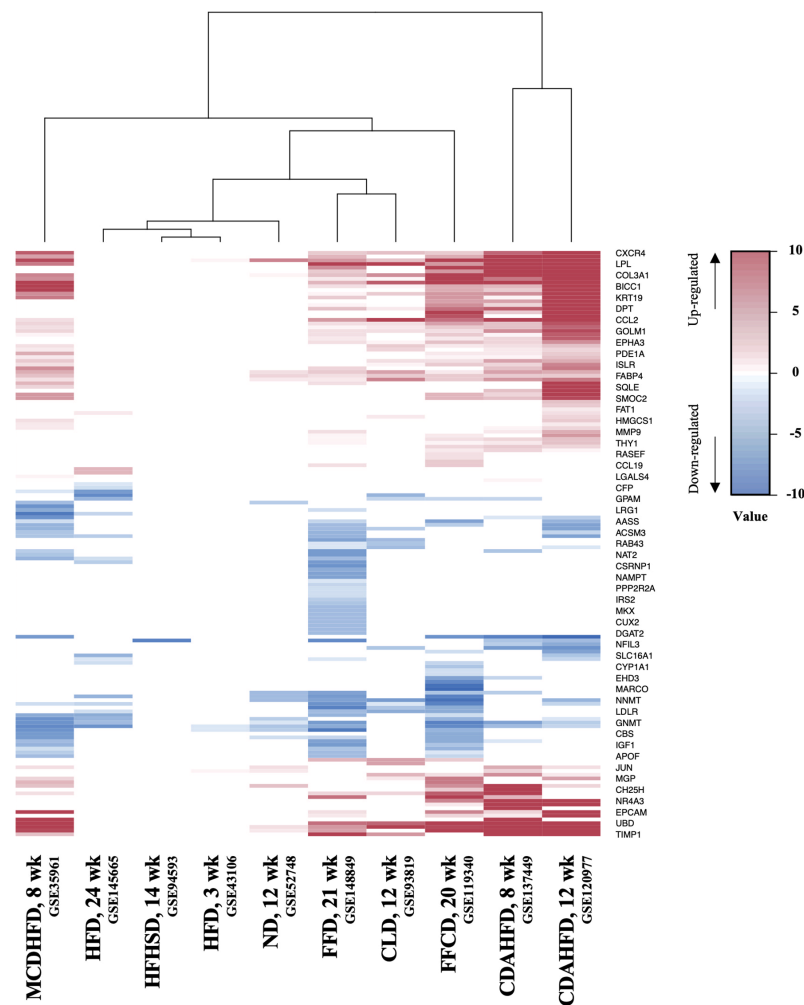 CXCR4
LPL
COL3A1
BICC1
KRT19
DPT
CCL2
GOLM1
EPHA3
PDE1A
ISLR
FABP4
SQLE
SMOC2
FAT1
HMGCS1
MMP9
THY1
RASEF
CCL19
LGALS4
CFP
GPAM
LRG1
AASS
ACSM3
RAB43
NAT2
CSRNP1
NAMPT
PPP2R2A
IRS2
MKX
CUX2
DGAT2
NFIL3
SLC16A1
CYP1A1
EHD3
MARCO
NNMT
LDLR
GNMT
CBS
IGF1
APOF
JUN
MGP
CH25H
NR4A3
EPCAM
UBD
TIMP1
Up-regulated
Down-regulated
10
5
0
-5
-10
Value
MCDHFD, 8 wk
GSE35961
HFD, 24 wk
GSE145665
HFHSD, 14 wk
GSE94593
HFD, 3 wk
GSE43106
ND, 12 wk
GSE52748
FFD, 21 wk
GSE148849
CLD, 12 wk
GSE93819
FFCD, 20 wk
GSE119340
CDAHFD, 8 wk
GSE137449
CDAHFD, 12 wk
GSE120977